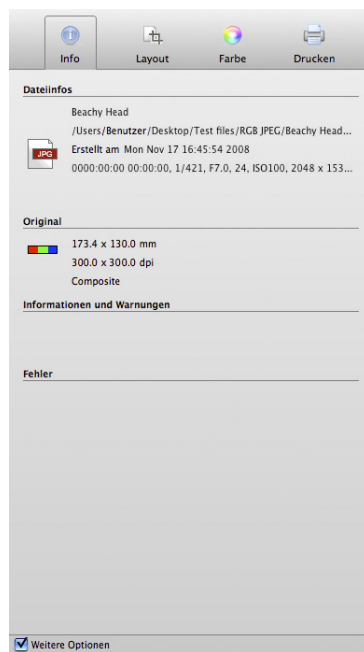 Info Layout Farbe Drucken
Dateiinfos
Beachy Head
/Users/Benutzer/Desktop/Test files/RGB JPEG/Beachy Head...
JPG
Erstellt am Mon Nov 17 16:45:54 2008
0000:00:00 00:00:00, 1/421, F7.0, 24, ISO100, 2048 x 153...
Original
173.4 x 130.0 mm
300.0 x 300.0 dpi
Composite
Informationen und Warnungen
Fehler
Weitere Optionen